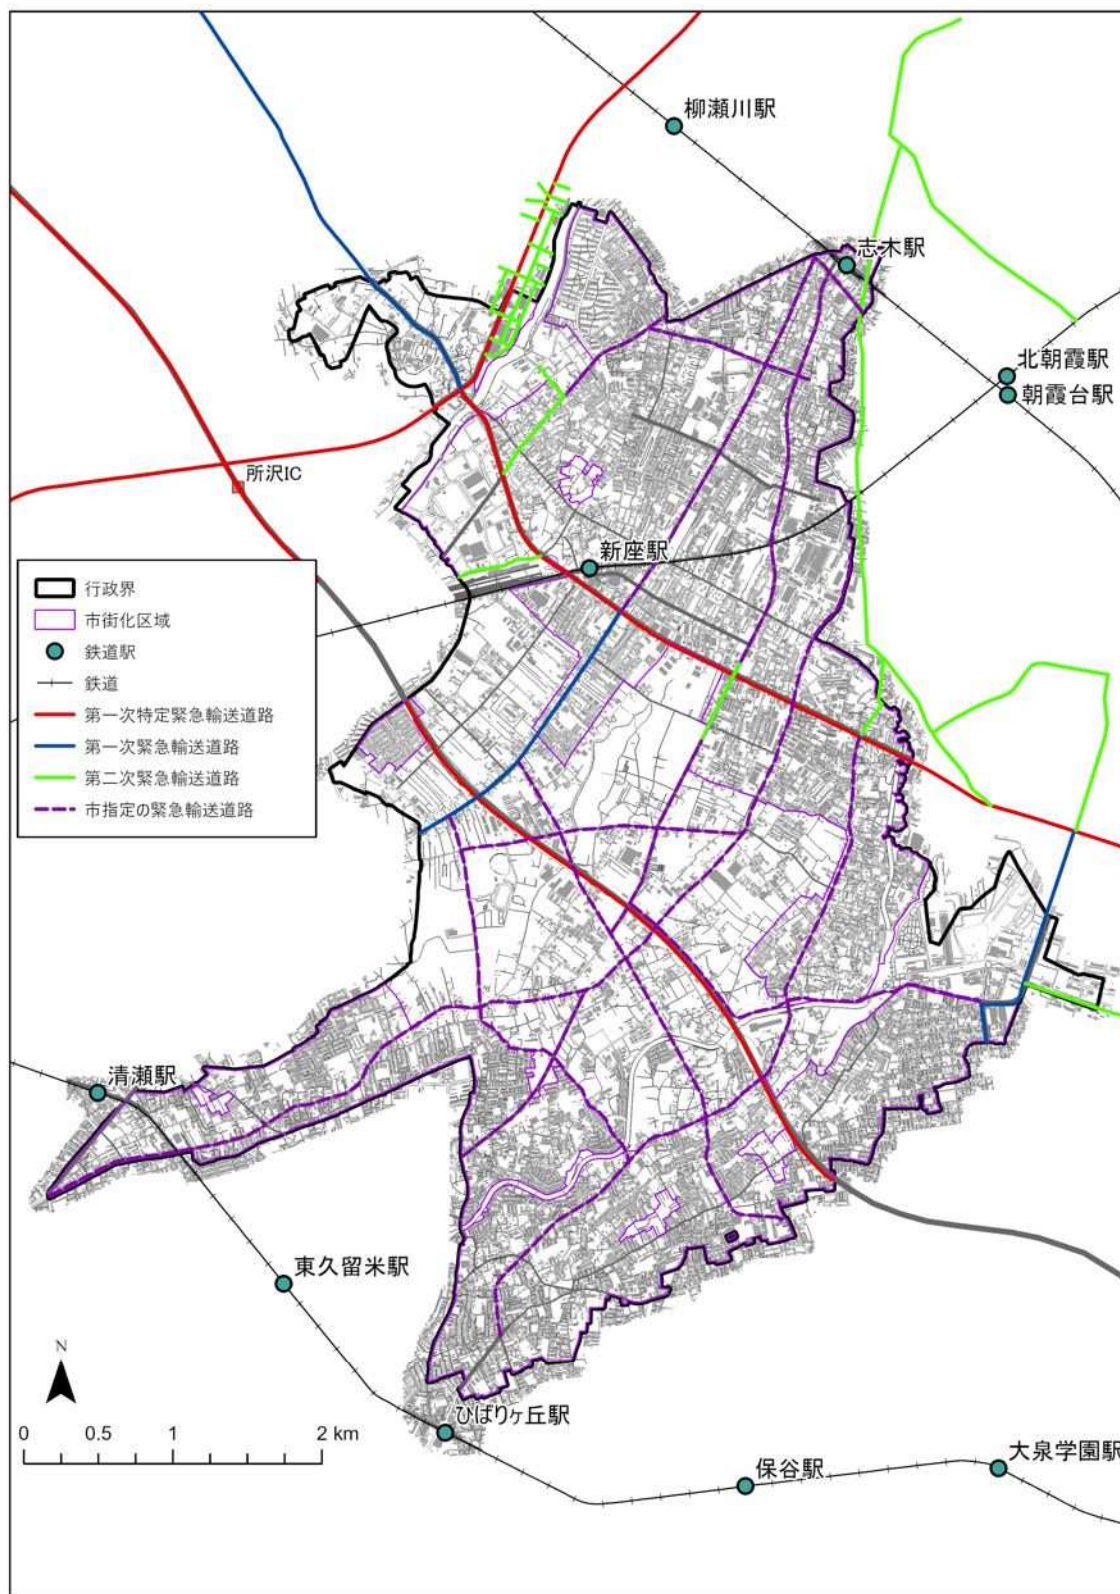 柳瀬川駅
志木駅
北朝霞駅
朝霞台駅
所沢IC
新座駅
行政界
市街化区域
鉄道駅
鉄道
第一次特定緊急輸送道路
第一次緊急輸送道路
第二次緊急輸送道路
市指定の緊急輸送道路
清瀬駅
東久留米駅
N
ひばりヶ丘駅
0 0.5 1 2 km
保谷駅
大泉学園駅